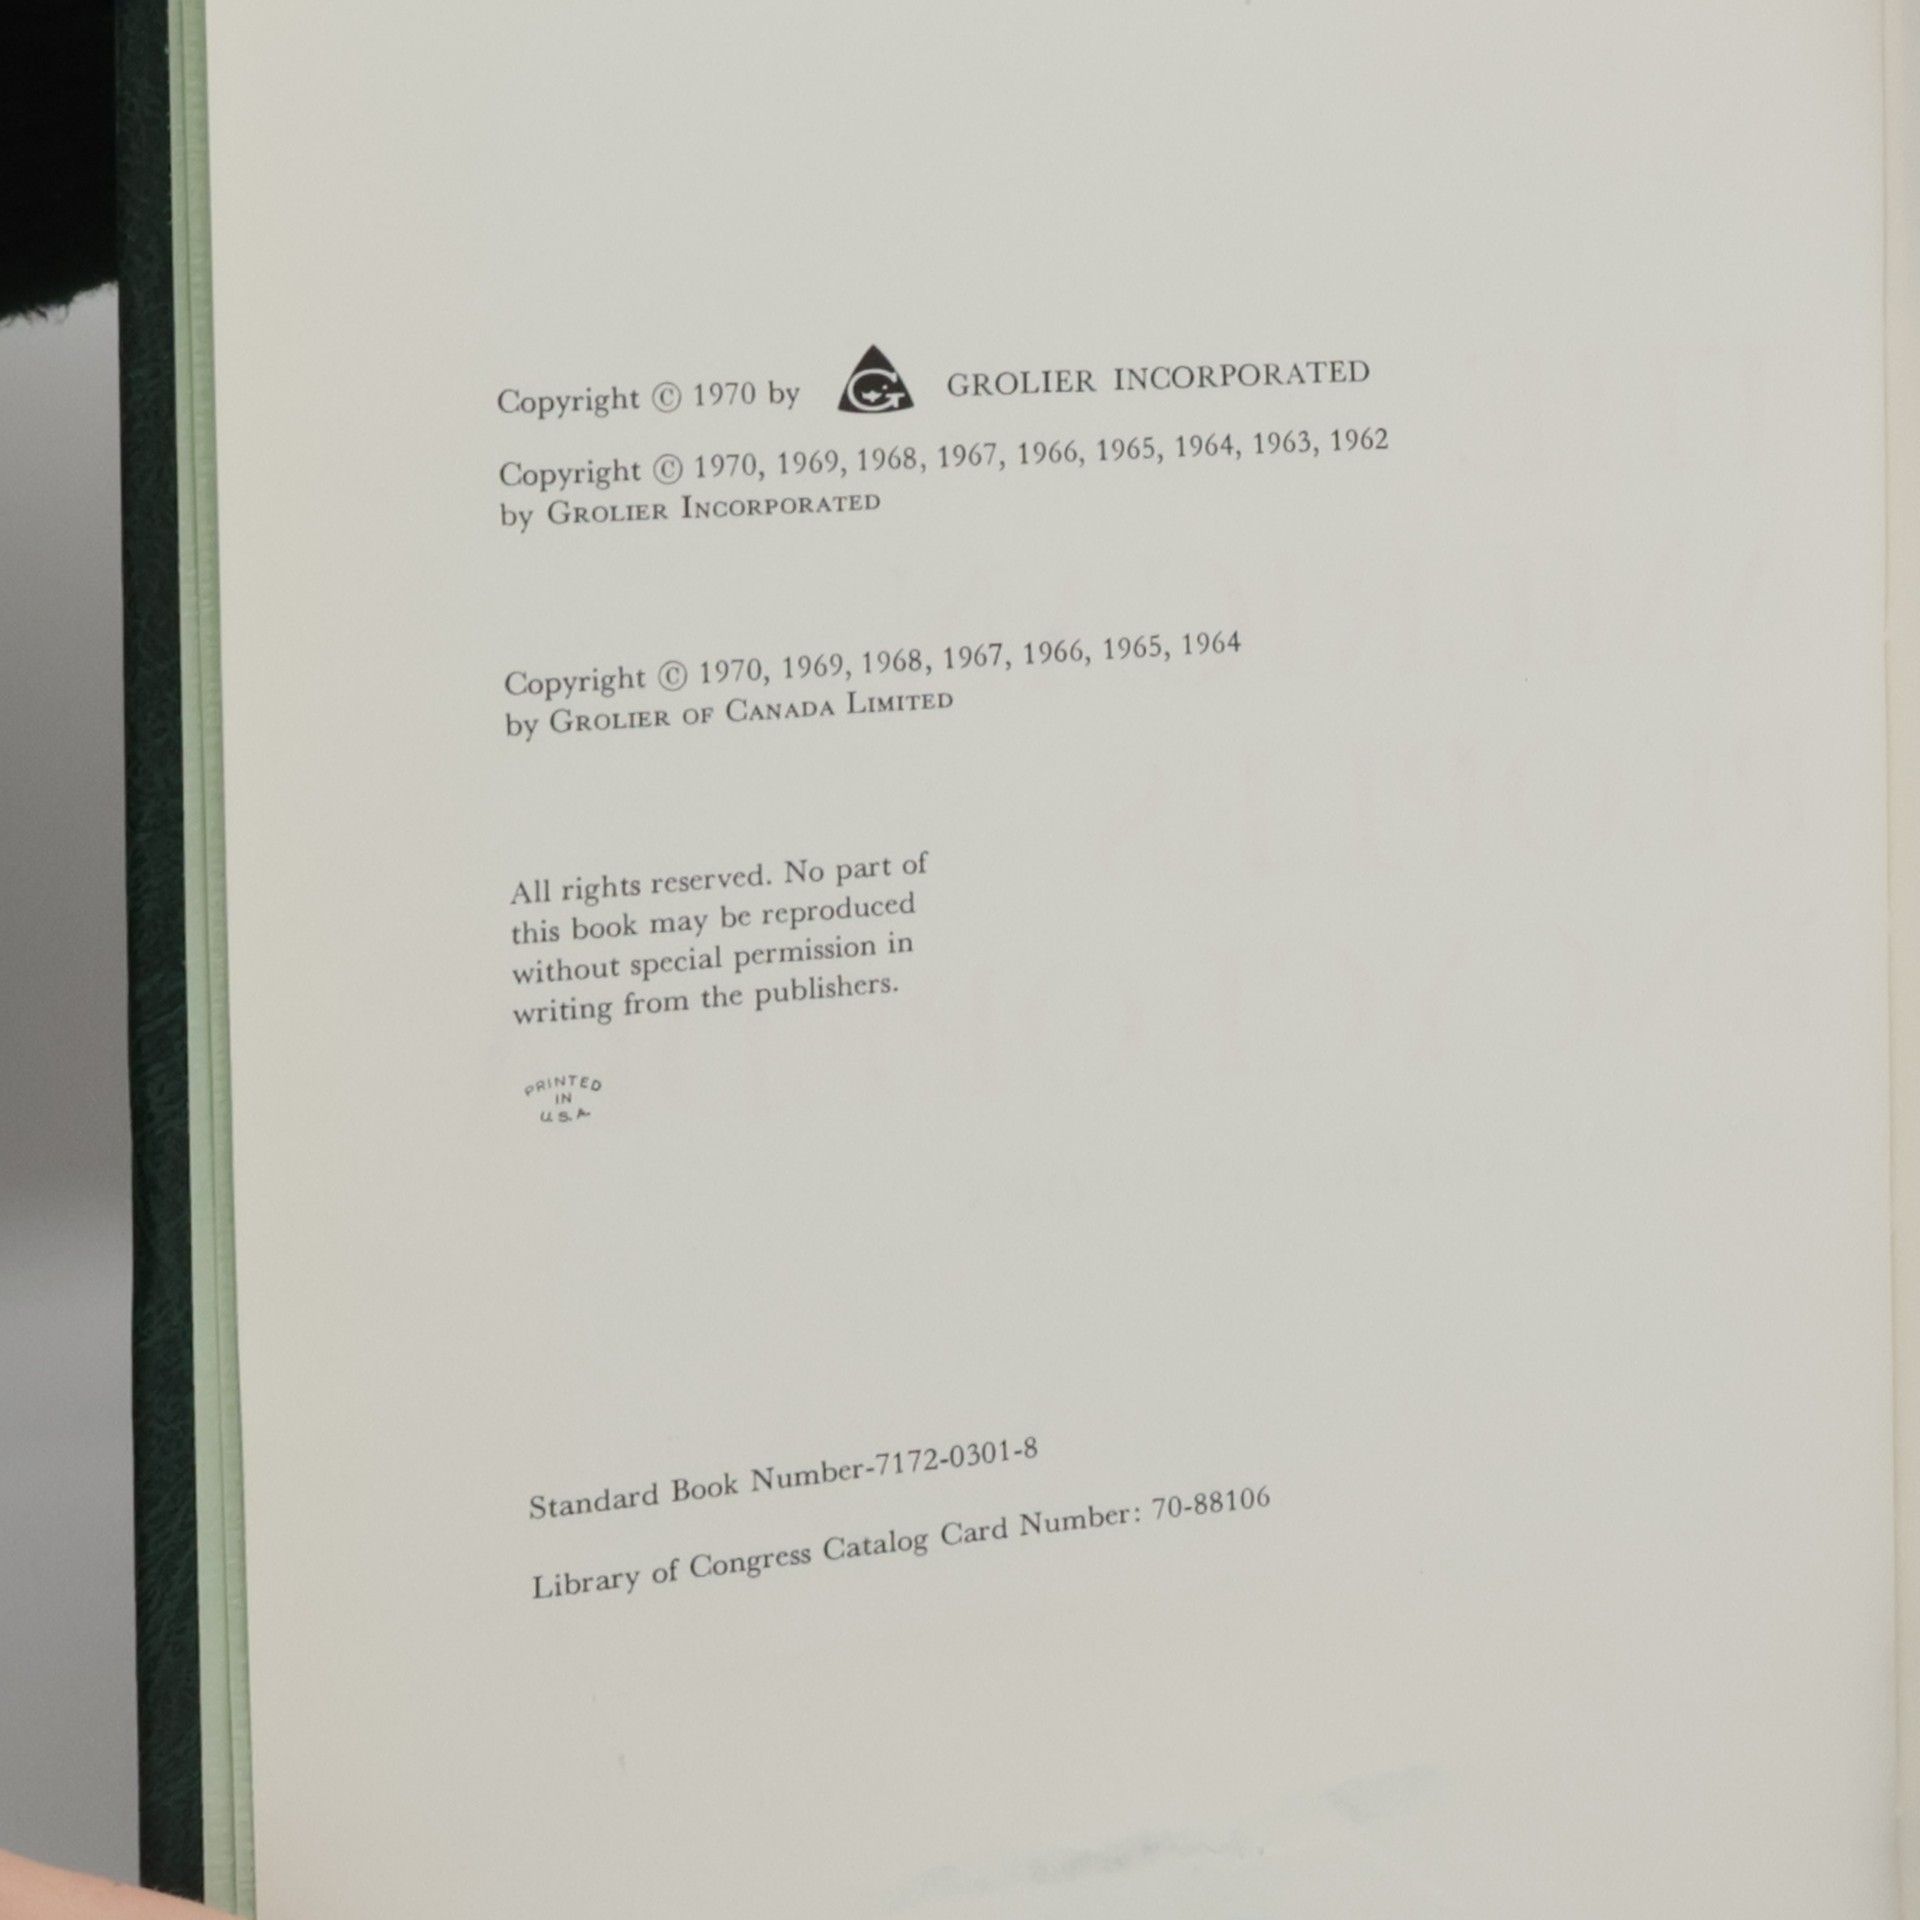 Copyright © 1970 by G GROLIER INCORPORATED
Copyright © 1970, 1969, 1968, 1967, 1966, 1965, 1964, 1963, 1962
by GROLIER INCORPORATED
Copyright © 1970, 1969, 1968, 1967, 1966, 1965, 1964
by GROLIER OF CANADA LIMITED
All rights reserved. No part of
this book may be reproduced
without special permission in
writing from the publishers.
PRINTED
IN
U.S.A
Standard Book Number-7172-0301-8
Library of Congress Catalog Card Number: 70-88106